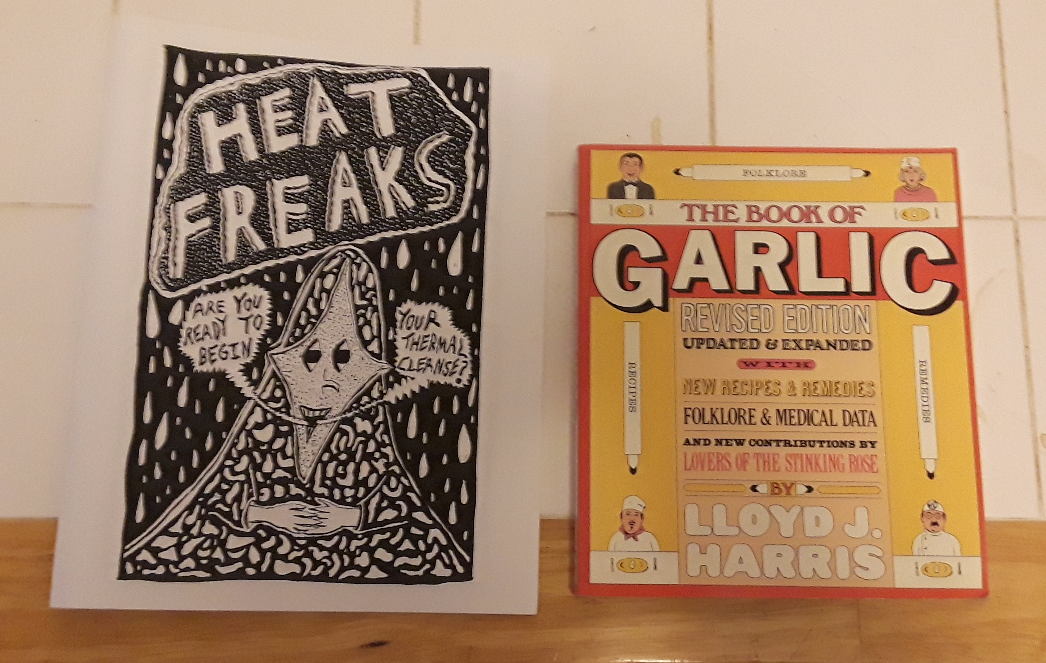 HEAT
FREAKS
ARE YOU
READY TO
BEGIN
YOUR
THERMAL
CLEANSE?
FOLKLORE
THE BOOK OF
GARLIC
REVISED EDITION
UPDATED & EXPANDED
WITH
NEW RECIPES & REMEDIES
FOLKLORE & MEDICAL DATA
AND NEW CONTRIBUTIONS BY
LOVERS OF THE STINKING ROSE
BY
LLOYD J.
HARRIS
RECIPES
REMEDIES